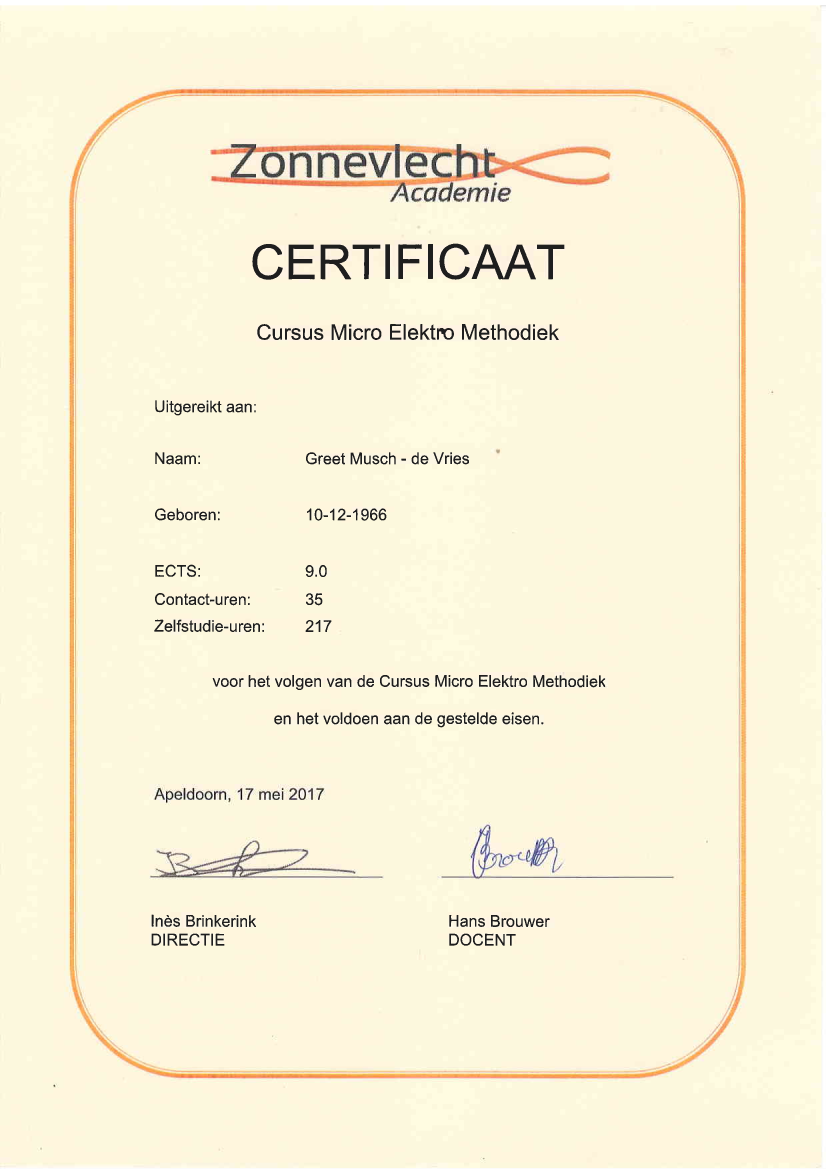 Zonnevlecht
Academie
CERTIFICAAT
Cursus Micro Elektro Methodiek
Uitgereikt aan:
Naam: Greet Musch - de Vries
Geboren: 10-12-1966
ECTS: 9.0
Contact-uren: 35
Zelfstudie-uren: 217
voor het volgen van de Cursus Micro Elektro Methodiek
en het voldoen aan de gestelde eisen.
Apeldoorn, 17 mei 2017
Inès Brinkerink Hans Brouwer
DIRECTIE DOCENT